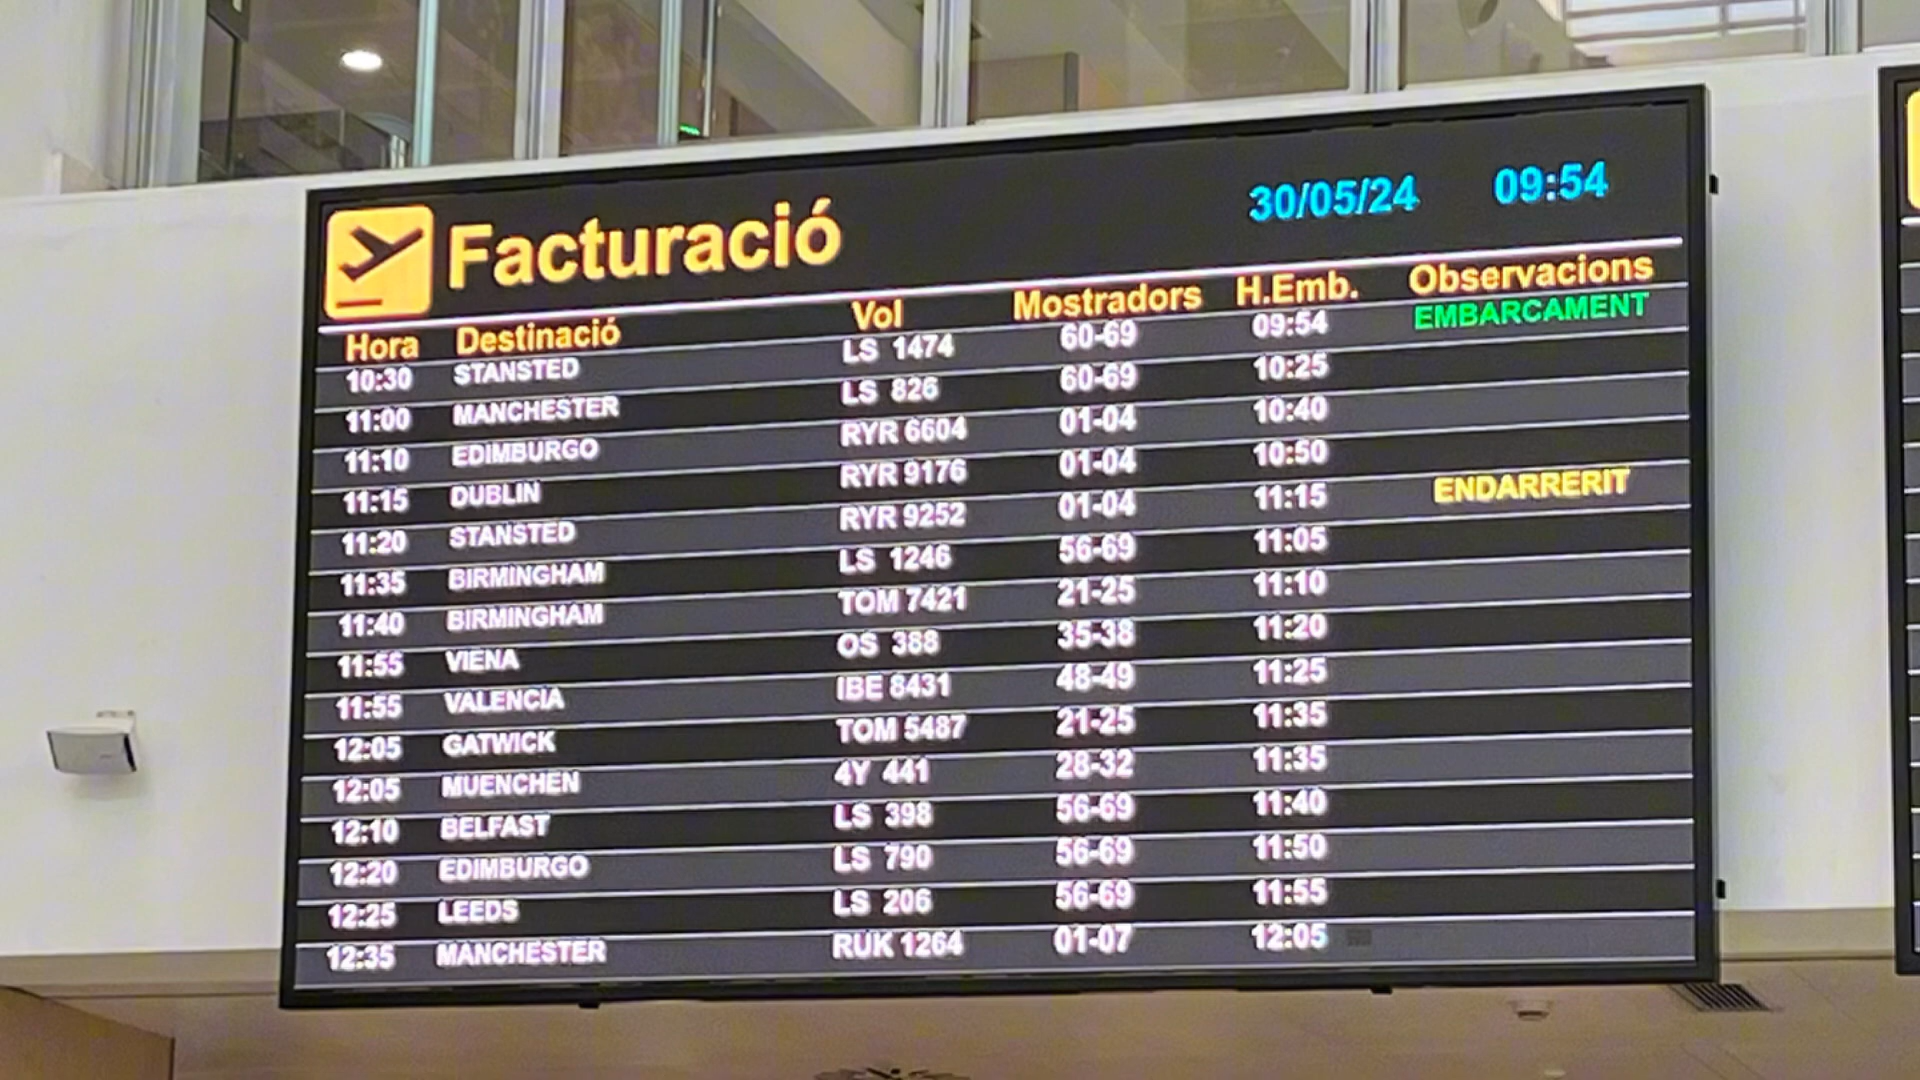 Facturació 30/05/24 09:54
Hora Destinació Vol Mostradors H.Emb. Observacions
10:30 STANSTED LS 1474 60-69 09:54 EMBARCAMENT
11:00 MANCHESTER LS 826 60-69 10:25
11:10 EDIMBURGO RYR 6604 01-04 10:40
11:15 DUBLIN RYR 9176 01-04 10:50
11:20 STANSTED RYR 9252 01-04 11:15 ENDARRERIT
11:35 BIRMINGHAM LS 1246 56-69 11:05
11:40 BIRMINGHAM TOM 7421 21-25 11:10
11:55 VIENA OS 388 35-38 11:20
11:55 VALENCIA IBE 8431 48-49 11:25
12:05 GATWICK TOM 5487 21-25 11:35
12:05 MUENCHEN 4Y 441 28-32 11:35
12:10 BELFAST LS 398 56-69 11:40
12:20 EDIMBURGO LS 790 56-69 11:50
12:25 LEEDS LS 206 56-69 11:55
12:35 MANCHESTER RUK 1264 01-07 12:05